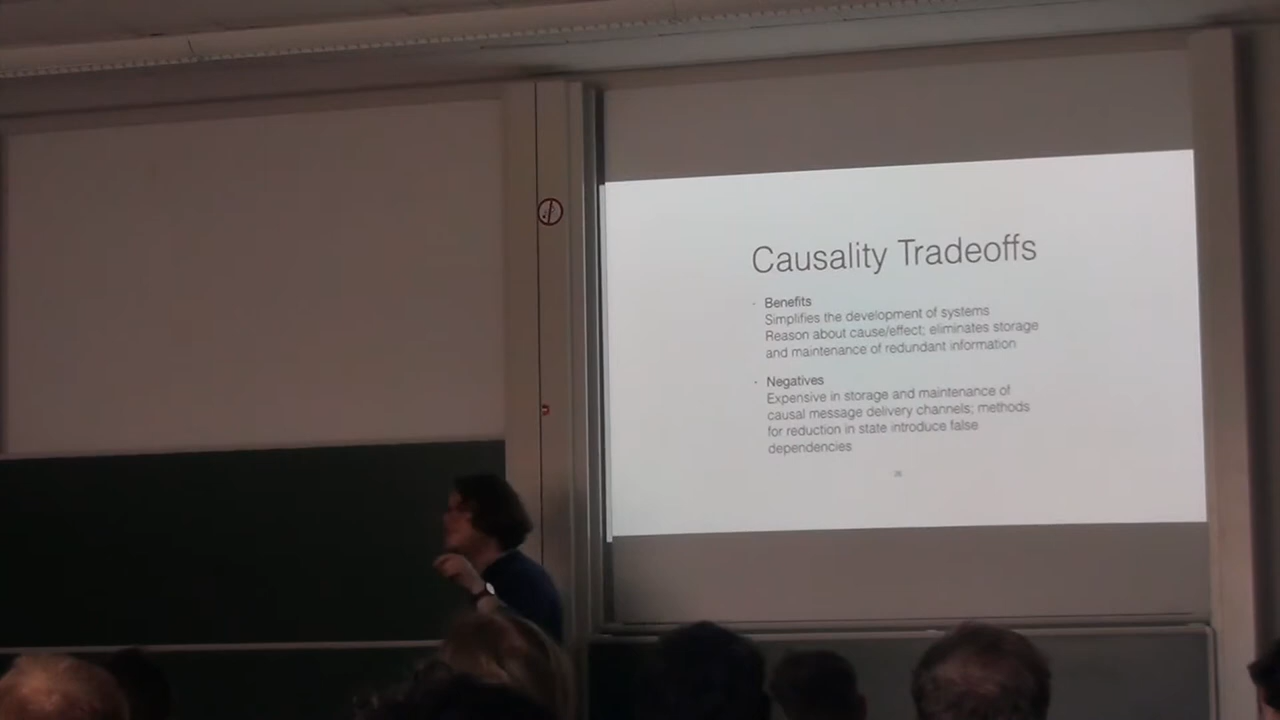 Causality Tradeoffs
· Benefits
Simplifies the development of systems
Reason about cause/effect; eliminates storage
and maintenance of redundant information
· Negatives
Expensive in storage and maintenance of
causal message delivery channels; methods
for reduction in state introduce false
dependencies